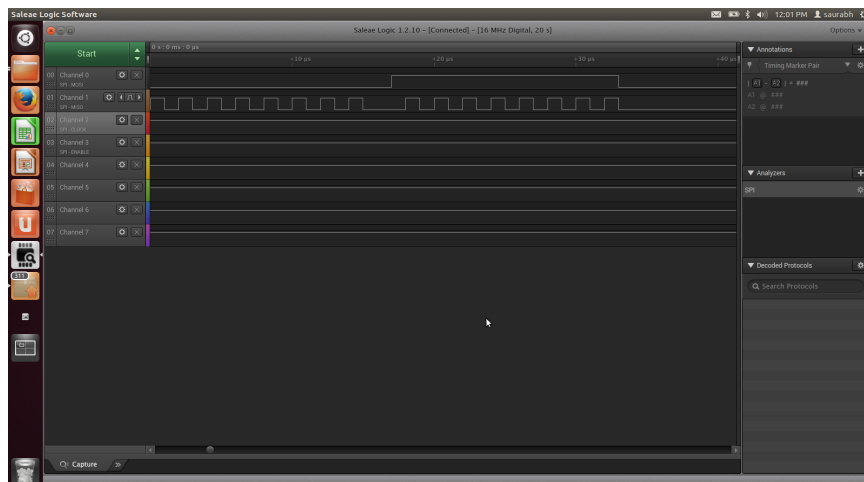 Saleae Logic Software
12:01 PM saurabh
Saleae Logic 1.2.10 - [Connected] - [16 MHz Digital, 20 s]
Options
Start
0 s : 0 ms : 0 µs
+10 µs
+20 µs
+30 µs
+40 µs
00 Channel 0
SPI - MOSI
01 Channel 1
SPI - MISO
02 Channel 2
SPI - CLOCK
03 Channel 3
SPI - ENABLE
04 Channel 4
05 Channel 5
06 Channel 6
07 Channel 7
Annotations
Timing Marker Pair
| A1 - A2 | = ###
A1 @ ###
A2 @ ###
Analyzers
SPI
Decoded Protocols
Search Protocols
311
Capture